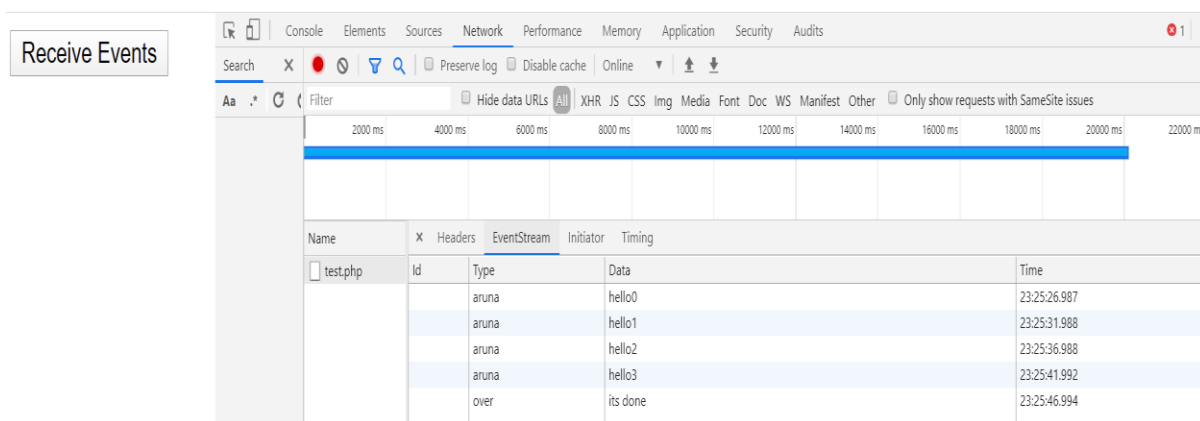 Receive Events
Console Elements Sources Network Performance Memory Application Security Audits 1
Search X Preserve log Disable cache Online
Aa .* Filter Hide data URLs All XHR JS CSS Img Media Font Doc WS Manifest Other Only show requests with SameSite issues
2000 ms 4000 ms 6000 ms 8000 ms 10000 ms 12000 ms 14000 ms 16000 ms 18000 ms 20000 ms 22000 m
Name x Headers EventStream Initiator Timing
test.php Id Type Data Time
aruna hello0 23:25:26.987
aruna hello1 23:25:31.988
aruna hello2 23:25:36.988
aruna hello3 23:25:41.992
over its done 23:25:46.994